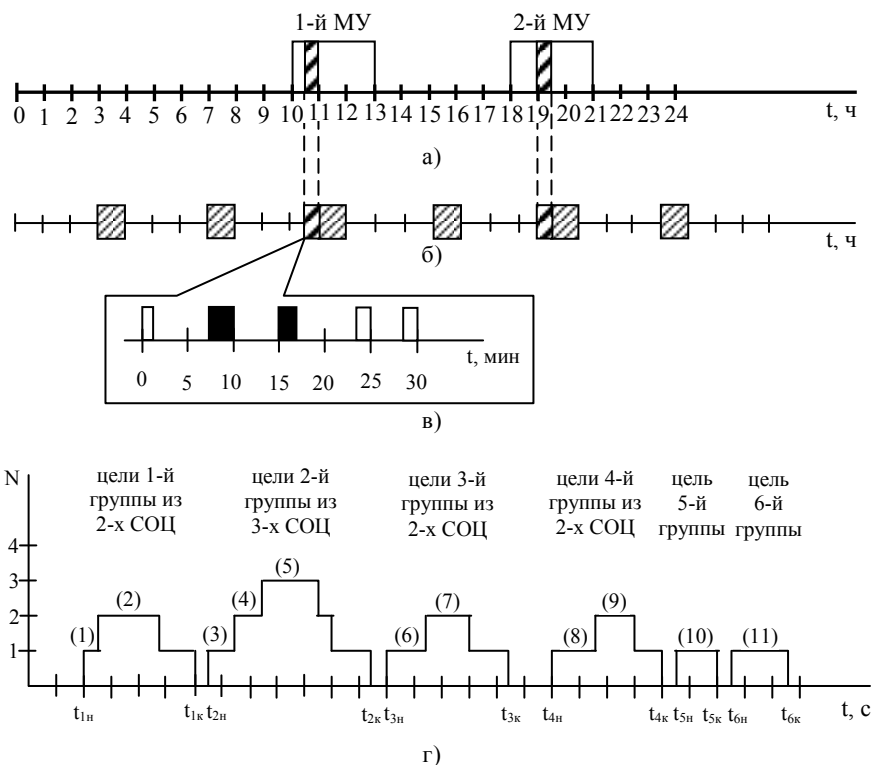 1-й МУ 2-й МУ
0 1 2 3 4 5 6 7 8 9 10 11 12 13 14 15 16 17 18 19 20 21 22 23 24 t, ч
а)
t, ч
б)
t, мин
0 5 10 15 20 25 30
в)
N
цели 1-й группы из 2-х СОЦ
цели 2-й группы из 3-х СОЦ
цели 3-й группы из 2-х СОЦ
цели 4-й группы из 2-х СОЦ
цель 5-й группы
цель 6-й группы
4
3
2
1
(1) (2) (3) (4) (5) (6) (7) (8) (9) (10) (11)
t1н t1к t2н t2к t3н t3к t4н t4к t5н t5к t6н t6к t, с
г)